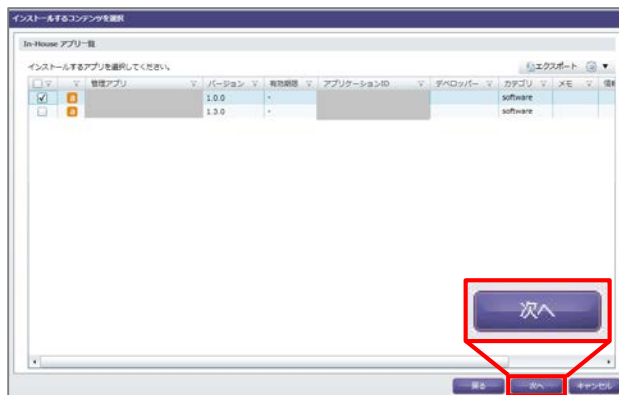 インストールするコンテンツを選択
In-House アプリ一覧
インストールするアプリを選択してください。
エクスポート
管理アプリ バージョン 有効期限 アプリケーションID デベロッパー カテゴリ メモ
1.0.0 - software
1.3.0 - software
次へ
戻る 次へ キャンセル